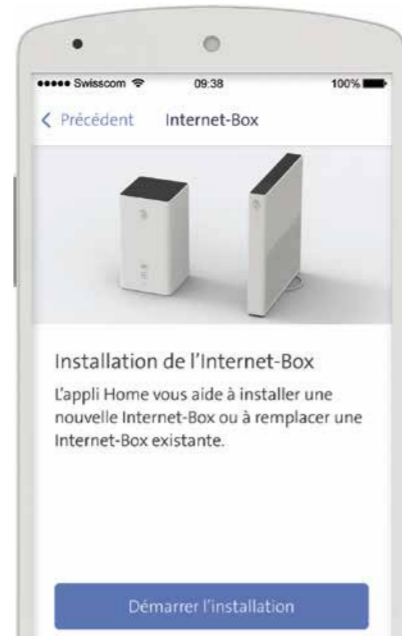 ●●●●● Swisscom 09:38 100%
< Précédent Internet-Box
Installation de l'Internet-Box
L'appli Home vous aide à installer une
nouvelle Internet-Box ou à remplacer une
Internet-Box existante.
Démarrer l'installation